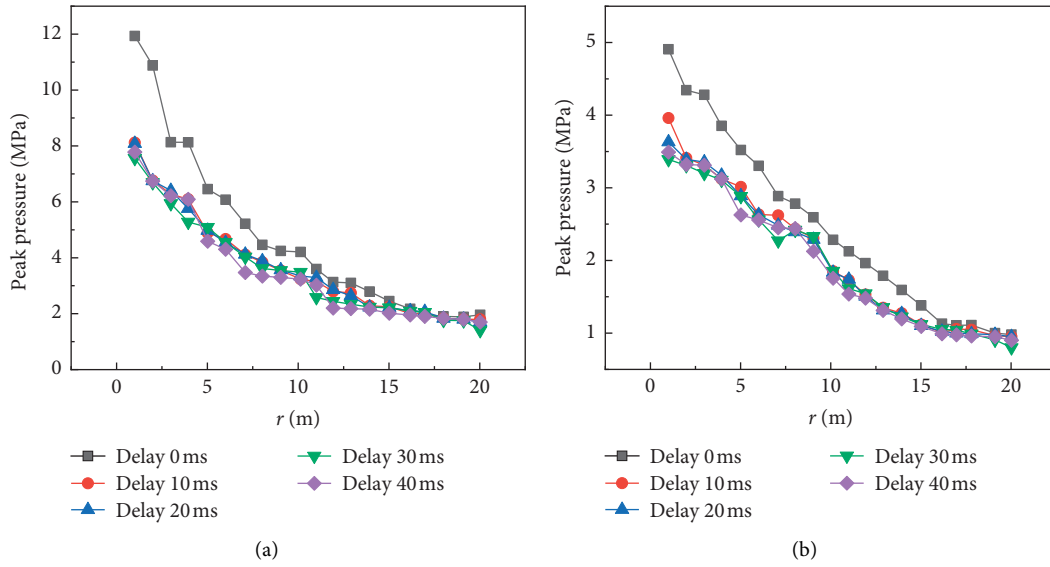 12
10
8
6
4
2
0
Peak pressure (MPa)
0 5 10 15 20
r (m)
Delay 0 ms
Delay 10 ms
Delay 20 ms
Delay 30 ms
Delay 40 ms
(a)
5
4
3
2
1
Peak pressure (MPa)
0 5 10 15 20
r (m)
Delay 0 ms
Delay 10 ms
Delay 20 ms
Delay 30 ms
Delay 40 ms
(b)